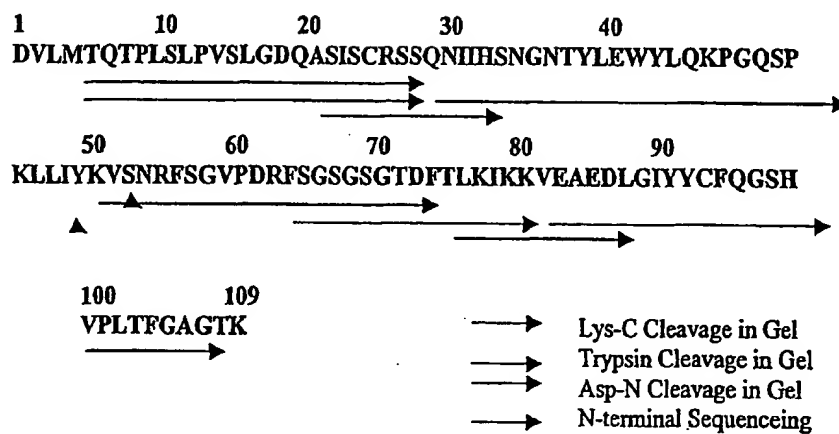 1 10 20 30 40
DVLMTQTPLSLPVSLGDQASISCRSSQNIIHSNGNTYLEWYLQKPGQSP
50 60 70 80 90
KLLIYKVSNRFSGVPDRFSGSGSGTDFTLKIKKVEAEDLGIYYCFQGSH
100 109
VPLTFGAGTK
Lys-C Cleavage in Gel
Trypsin Cleavage in Gel
Asp-N Cleavage in Gel
N-terminal Sequenceing